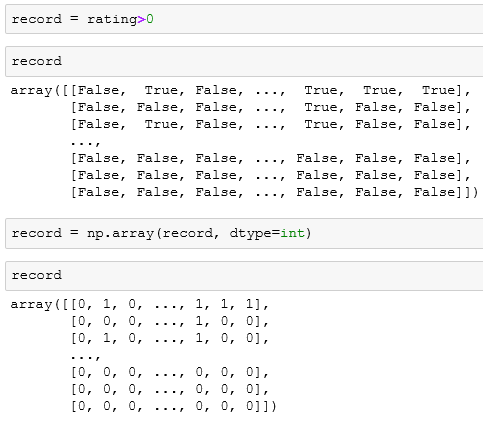 record = rating>0
record
array([[False,  True, False, ...,  True,  True,  True],
       [False, False, False, ...,  True, False, False],
       [False,  True, False, ...,  True, False, False],
       ...,
       [False, False, False, ..., False, False, False],
       [False, False, False, ..., False, False, False],
       [False, False, False, ..., False, False, False]])
record = np.array(record, dtype=int)
record
array([[0, 1, 0, ..., 1, 1, 1],
       [0, 0, 0, ..., 1, 0, 0],
       [0, 1, 0, ..., 1, 0, 0],
       ...,
       [0, 0, 0, ..., 0, 0, 0],
       [0, 0, 0, ..., 0, 0, 0],
       [0, 0, 0, ..., 0, 0, 0]])